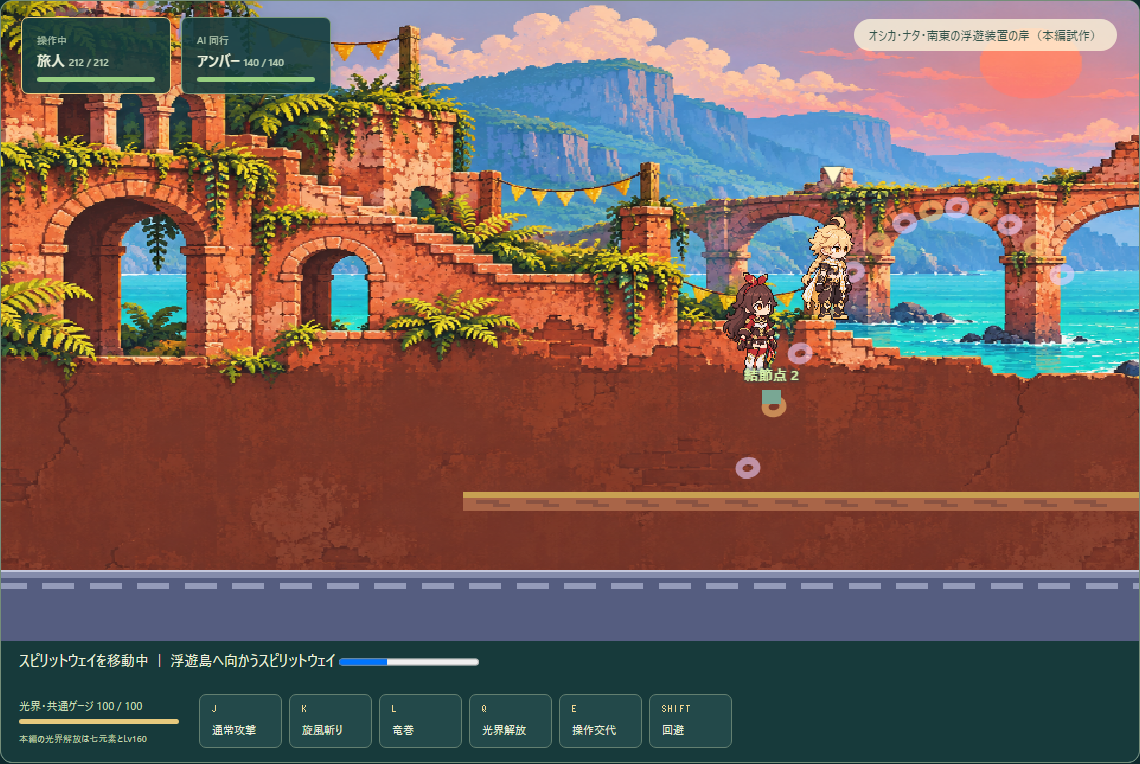 操作中
旅人 212 / 212
AI 同行
アンバー 140 / 140
オシカ・ナタ・南東の浮遊装置の岸（本編試作）
結節点 2
スピリットウェイを移動中 ｜ 浮遊島へ向かうスピリットウェイ
光界・共通ゲージ 100 / 100
本編の光界解放は七元素とLv160
J
通常攻撃
K
旋風斬り
L
竜巻
Q
光界解放
E
操作交代
SHIFT
回避